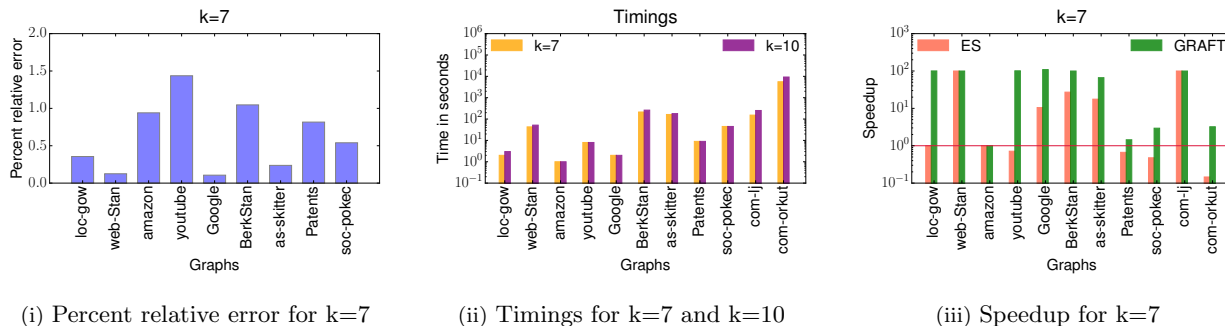 k=7
Percent relative error
2.0
1.5
1.0
0.5
0.0
loc-gow
web-Stan
amazon
youtube
Google
BerkStan
as-skitter
Patents
soc-pokec
Graphs
(i) Percent relative error for k=7
Timings
k=7
k=10
Time in seconds
10^6
10^5
10^4
10^3
10^2
10^1
10^0
10^-1
loc-gow
web-Stan
amazon
youtube
Google
BerkStan
as-skitter
Patents
soc-pokec
com-lj
com-orkut
Graphs
(ii) Timings for k=7 and k=10
k=7
ES
GRAFT
Speedup
10^3
10^2
10^1
10^0
10^-1
loc-gow
web-Stan
amazon
youtube
Google
BerkStan
as-skitter
Patents
soc-pokec
com-lj
com-orkut
Graphs
(iii) Speedup for k=7